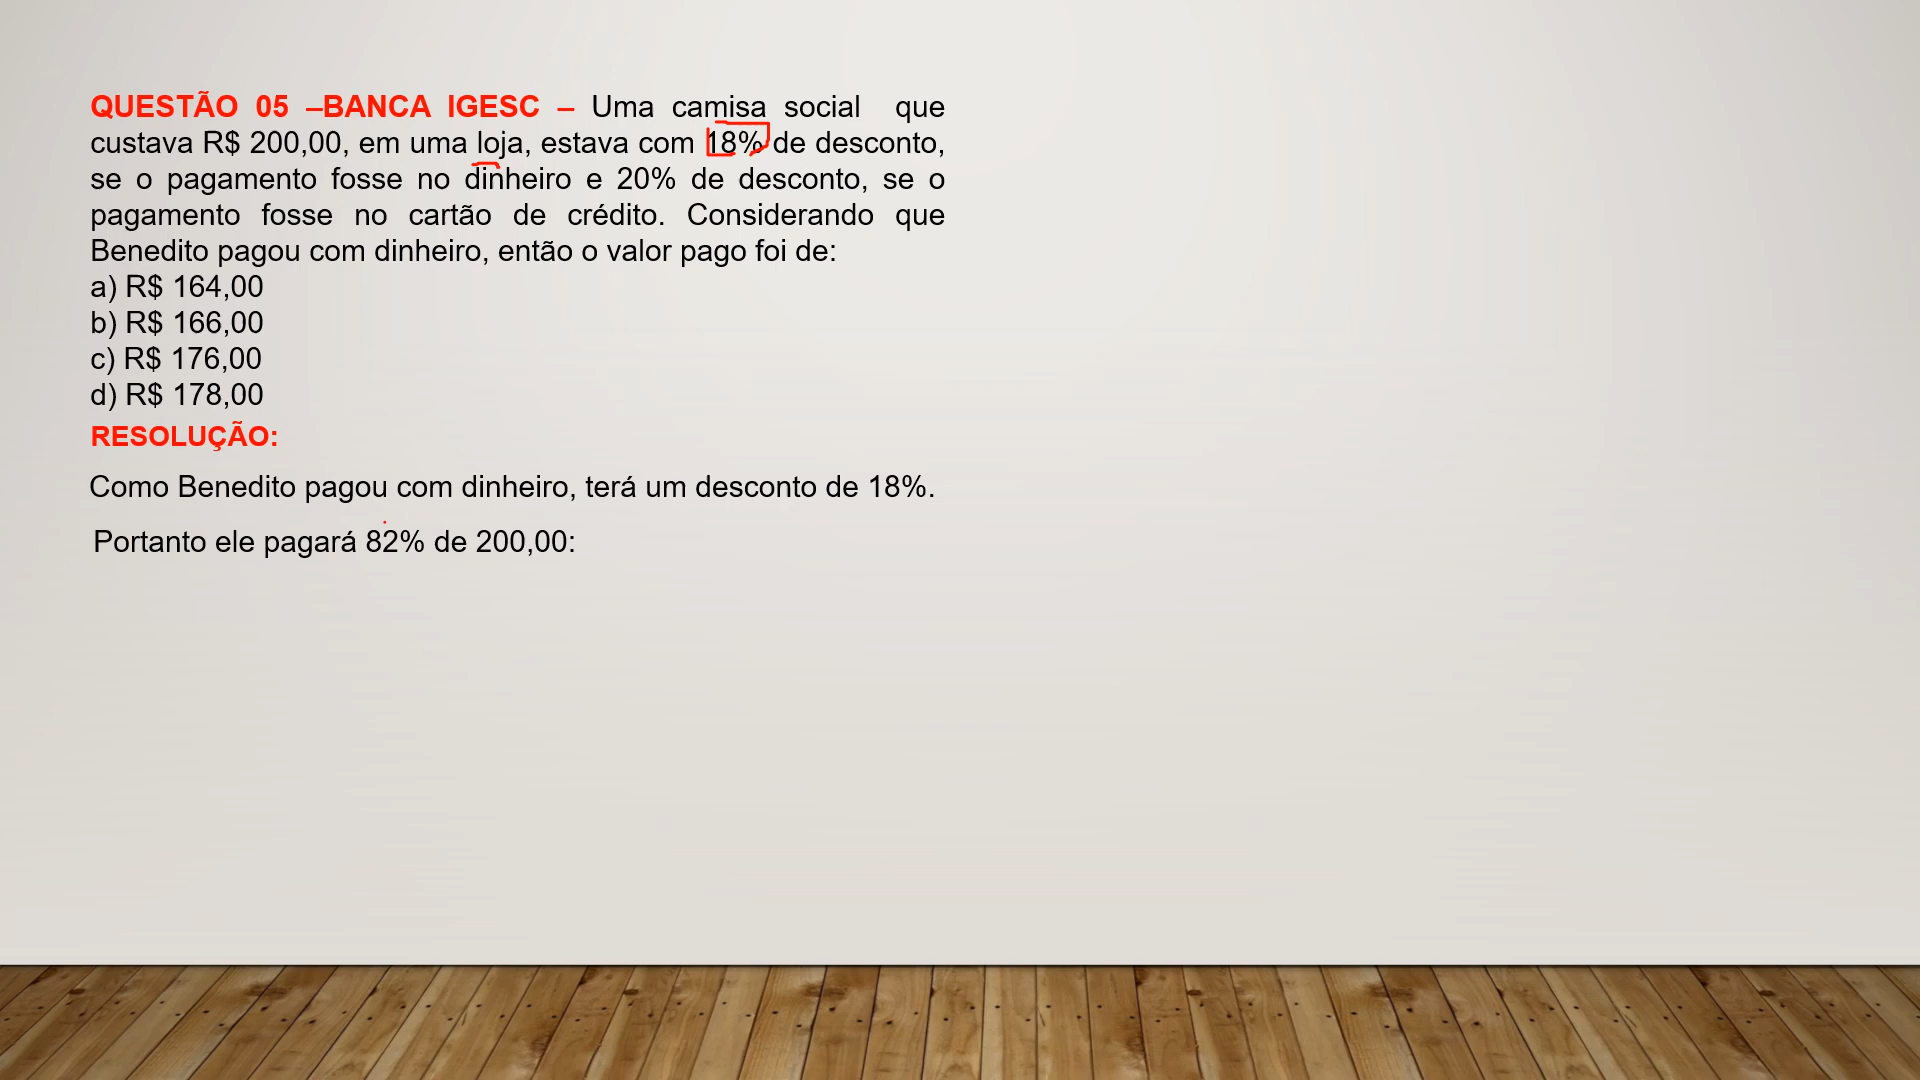 QUESTÃO 05 –BANCA IGESC – Uma camisa social que
custava R$ 200,00, em uma loja, estava com 18% de desconto,
se o pagamento fosse no dinheiro e 20% de desconto, se o
pagamento fosse no cartão de crédito. Considerando que
Benedito pagou com dinheiro, então o valor pago foi de:
a) R$ 164,00
b) R$ 166,00
c) R$ 176,00
d) R$ 178,00
RESOLUÇÃO:
Como Benedito pagou com dinheiro, terá um desconto de 18%.
Portanto ele pagará 82% de 200,00: